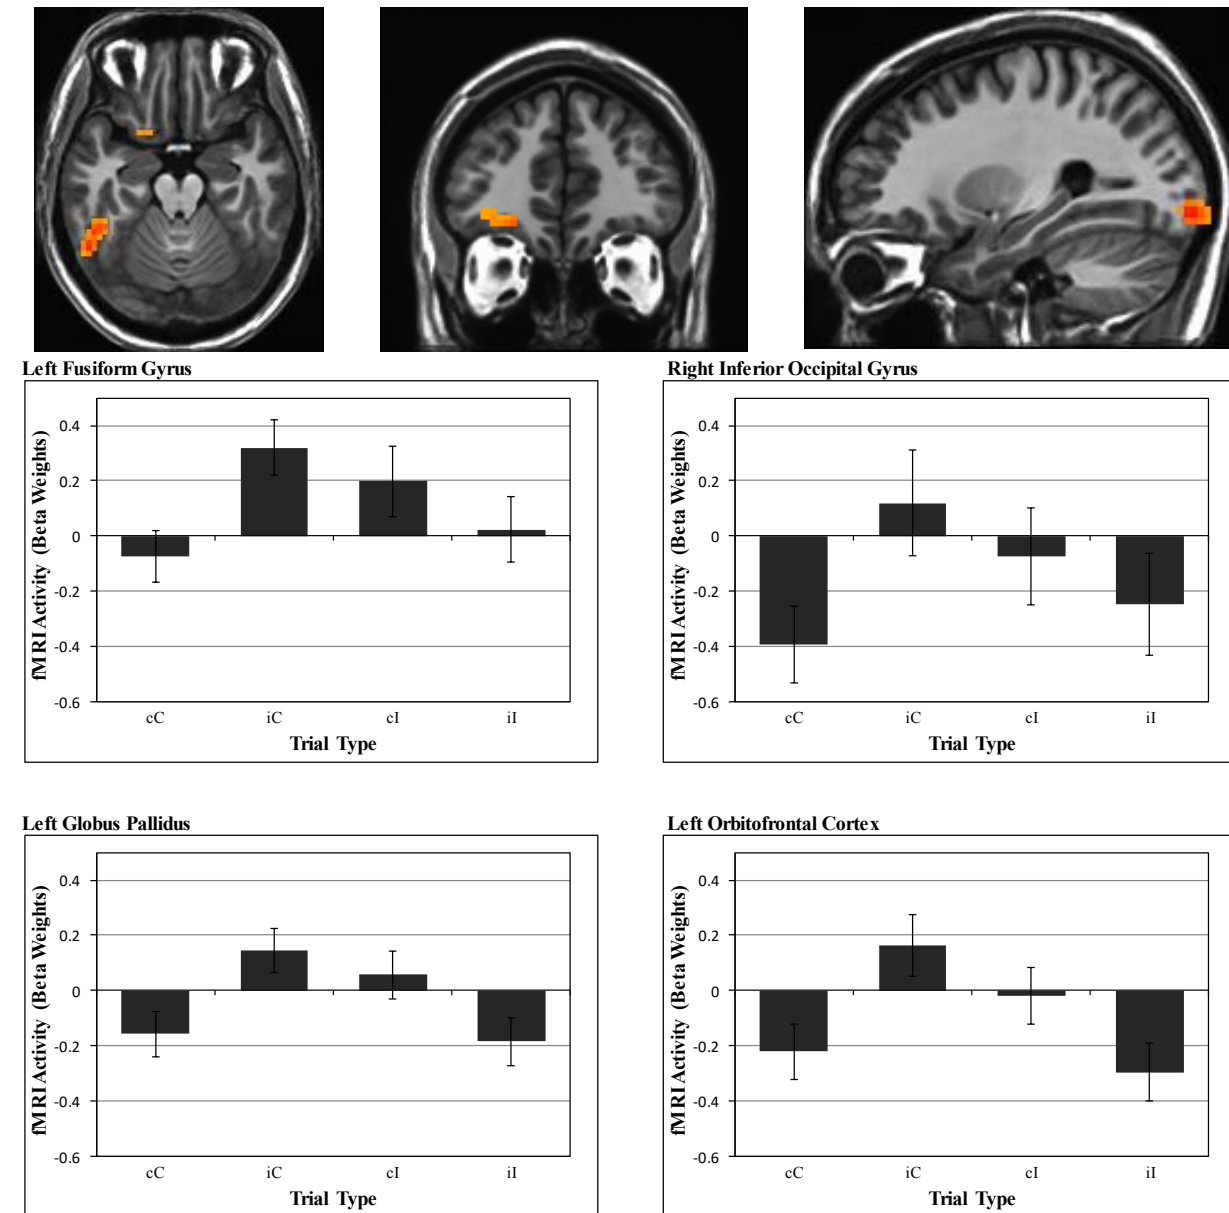 Left Fusiform Gyrus
fMRI Activity (Beta Weights)
0.4
0.2
0
-0.2
-0.4
-0.6
cC iC cI iI
Trial Type
Right Inferior Occipital Gyrus
fMRI Activity (Beta Weights)
0.4
0.2
0
-0.2
-0.4
-0.6
cC iC cI iI
Trial Type
Left Globus Pallidus
fMRI Activity (Beta Weights)
0.4
0.2
0
-0.2
-0.4
-0.6
cC iC cI iI
Trial Type
Left Orbitofrontal Cortex
fMRI Activity (Beta Weights)
0.4
0.2
0
-0.2
-0.4
-0.6
cC iC cI iI
Trial Type